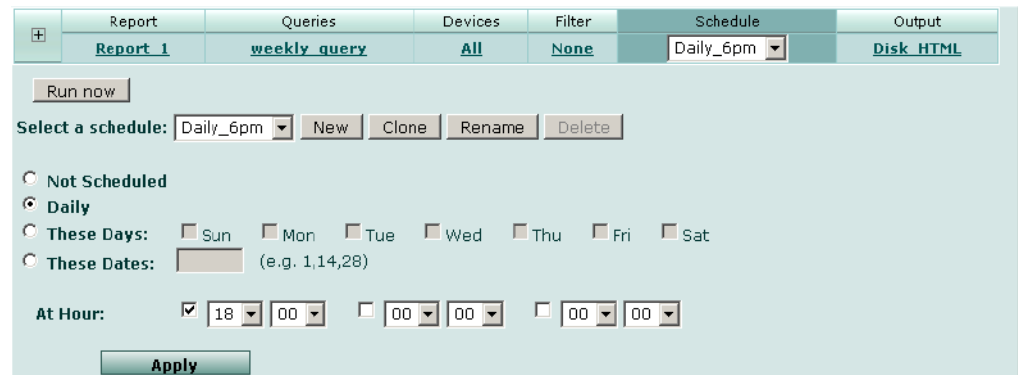 Report Queries Devices Filter Schedule Output
Report_1 weekly_query All None Daily_6pm Disk_HTML
Run now
Select a schedule: Daily_6pm New Clone Rename Delete
Not Scheduled
Daily
These Days: Sun Mon Tue Wed Thu Fri Sat
These Dates: (e.g. 1,14,28)
At Hour: 18 00 00 00 00 00
Apply